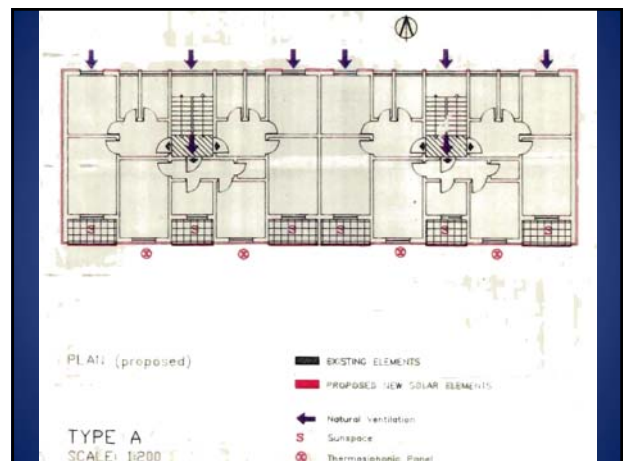 S S S S S S
PLAN (proposed)
EXISTING ELEMENTS
PROPOSED NEW SOLAR ELEMENTS
Natural Ventilation
TYPE A
S Sunspace
SCALE: 1:200
Thermosiphonic Panel